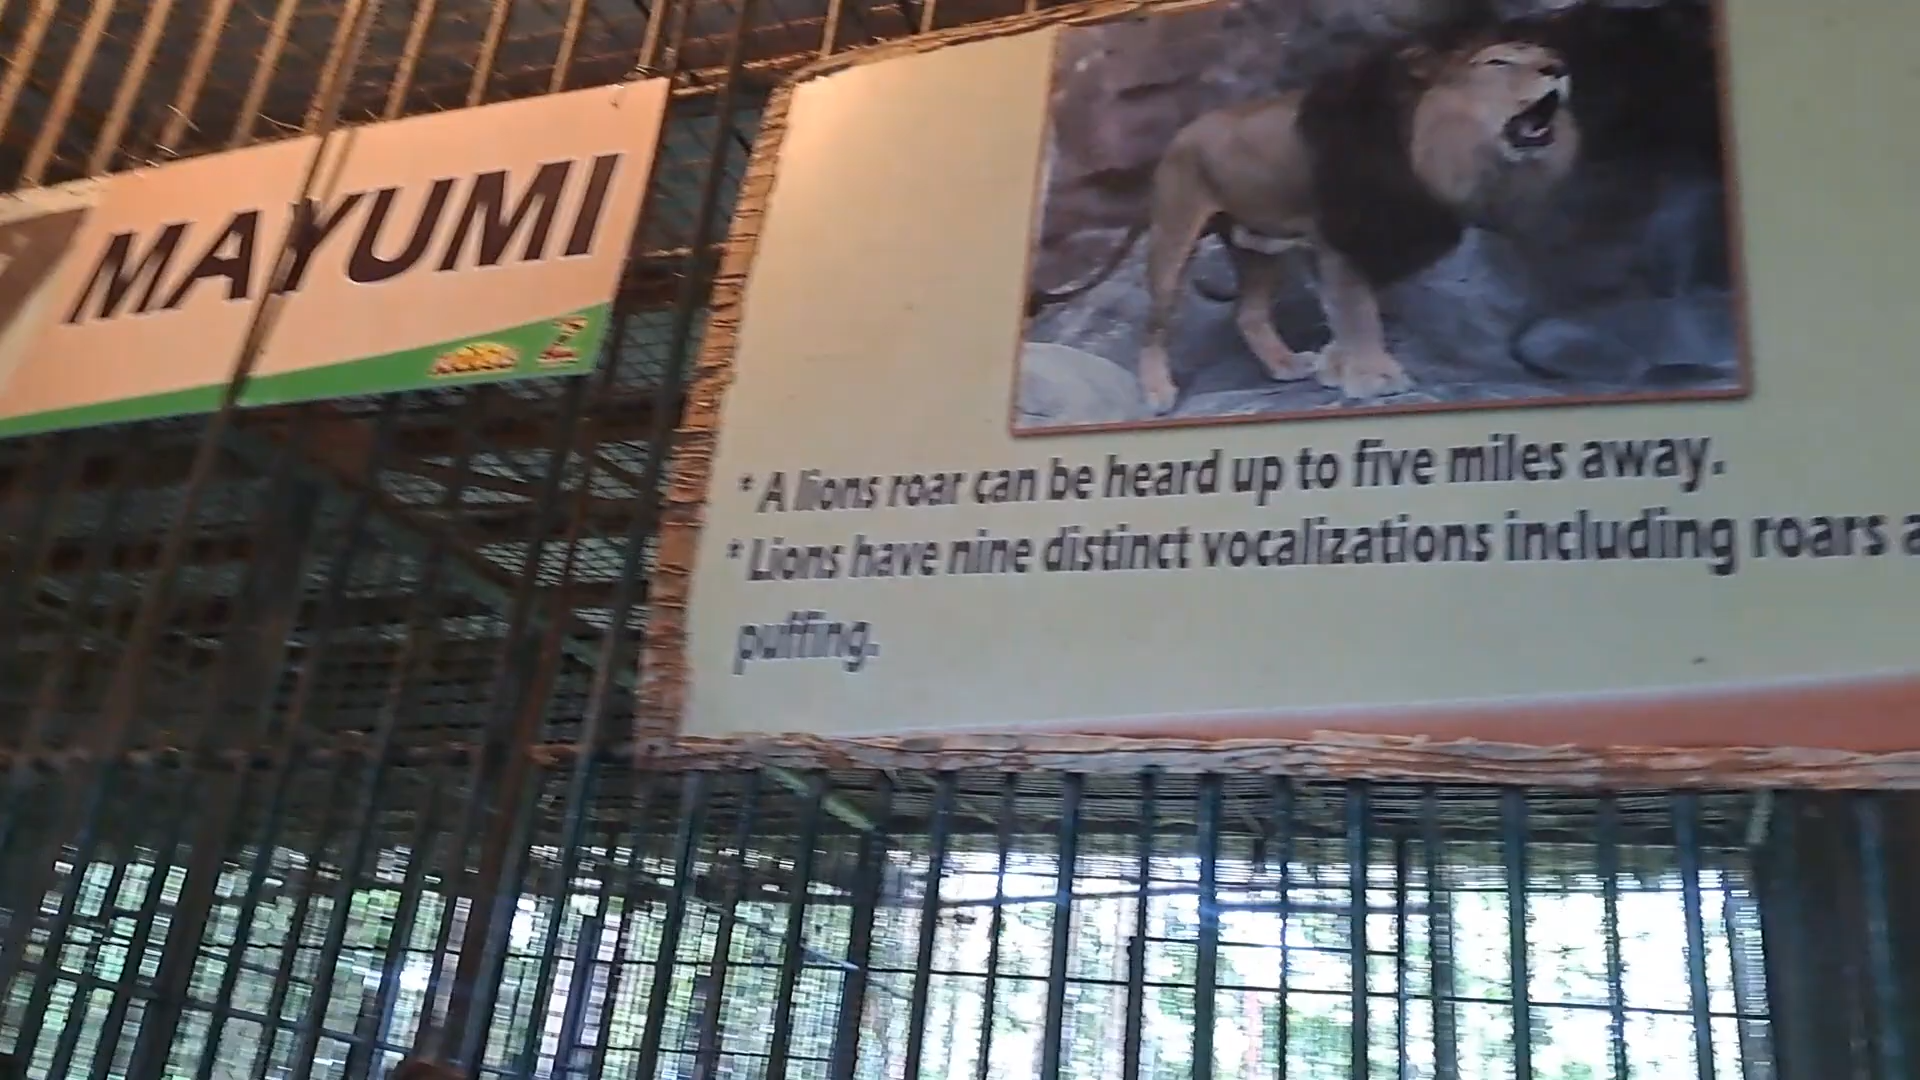 MAYUMI
* A lions roar can be heard up to five miles away.
* Lions have nine distinct vocalizations including roars
puffing.